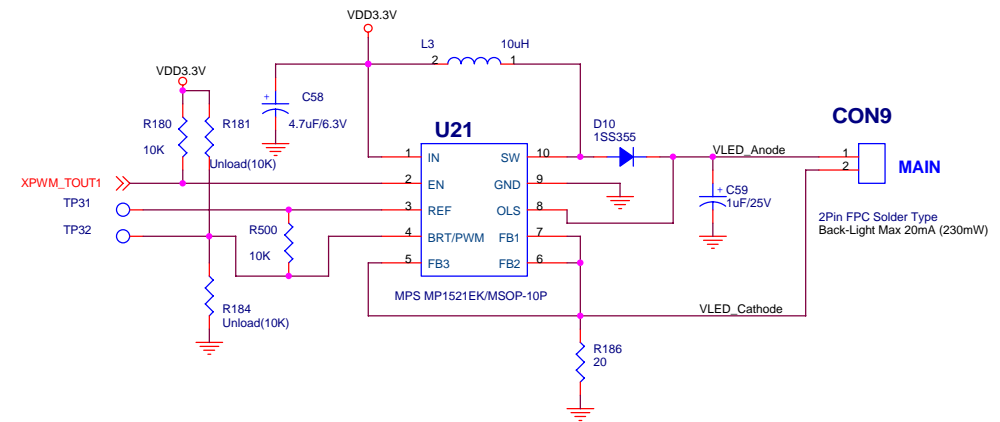 VDD3.3V
L3 10uH
2 1
VDD3.3V
+ C58
4.7uF/6.3V
R180
10K
R181
Unload(10K)
U21
D10
1SS355
CON9
VLED_Anode
1
2
MAIN
1 IN SW 10
XPWM_TOUT1
2 EN GND 9
TP31
3 REF OLS 8
TP32
4 BRT/PWM FB1 7
5 FB3 FB2 6
+ C59
1uF/25V
2Pin FPC Solder Type
Back-Light Max 20mA (230mW)
R500
10K
MPS MP1521EK/MSOP-10P
R184
Unload(10K)
VLED_Cathode
R186
20